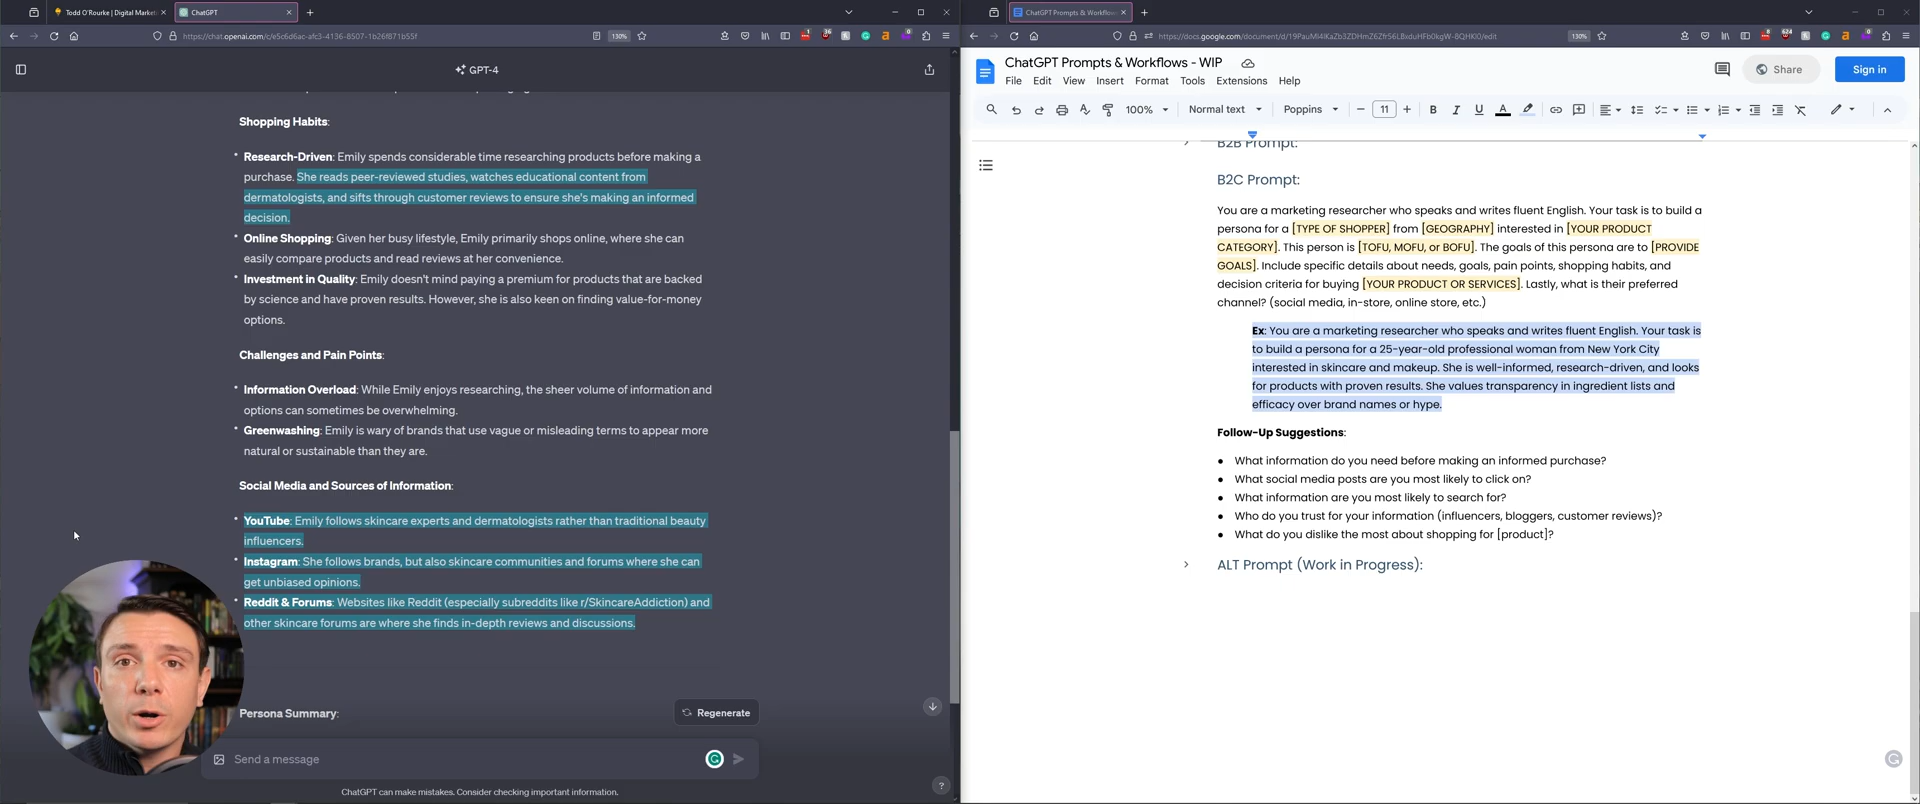 Todd O'Rourke | Digital Market
ChatGPT
https://chat.openai.com/c/e5c6d6ac-afc3-4136-8507-1b26f871b55f
130%
GPT-4
Shopping Habits:
• Research-Driven: Emily spends considerable time researching products before making a
purchase. She reads peer-reviewed studies, watches educational content from
dermatologists, and sifts through customer reviews to ensure she's making an informed
decision.
• Online Shopping: Given her busy lifestyle, Emily primarily shops online, where she can
easily compare products and read reviews at her convenience.
• Investment in Quality: Emily doesn't mind paying a premium for products that are backed
by science and have proven results. However, she is also keen on finding value-for-money
options.
Challenges and Pain Points:
• Information Overload: While Emily enjoys researching, the sheer volume of information and
options can sometimes be overwhelming.
• Greenwashing: Emily is wary of brands that use vague or misleading terms to appear more
natural or sustainable than they are.
Social Media and Sources of Information:
• YouTube: Emily follows skincare experts and dermatologists rather than traditional beauty
influencers.
• Instagram: She follows brands, but also skincare communities and forums where she can
get unbiased opinions.
• Reddit & Forums: Websites like Reddit (especially subreddits like r/SkincareAddiction) and
other skincare forums are where she finds in-depth reviews and discussions.
Persona Summary:
Regenerate
Send a message
ChatGPT can make mistakes. Consider checking important information.
?
ChatGPT Prompts & Workflows
130%
ChatGPT Prompts & Workflows - WIP
File Edit View Insert Format Tools Extensions Help
Share
Sign in
100% Normal text Poppins − 11 + B I U A
B2B Prompt:
B2C Prompt:
You are a marketing researcher who speaks and writes fluent English. Your task is to build a
persona for a [TYPE OF SHOPPER] from [GEOGRAPHY] interested in [YOUR PRODUCT
CATEGORY]. This person is [TOFU, MOFU, or BOFU]. The goals of this persona are to [PROVIDE
GOALS]. Include specific details about needs, goals, pain points, shopping habits, and
decision criteria for buying [YOUR PRODUCT OR SERVICES]. Lastly, what is their preferred
channel? (social media, in-store, online store, etc.)
Ex: You are a marketing researcher who speaks and writes fluent English. Your task is
to build a persona for a 25-year-old professional woman from New York City
interested in skincare and makeup. She is well-informed, research-driven, and looks
for products with proven results. She values transparency in ingredient lists and
efficacy over brand names or hype.
Follow-Up Suggestions:
● What information do you need before making an informed purchase?
● What social media posts are you most likely to click on?
● What information are you most likely to search for?
● Who do you trust for your information (influencers, bloggers, customer reviews)?
● What do you dislike the most about shopping for [product]?
ALT Prompt (Work in Progress):